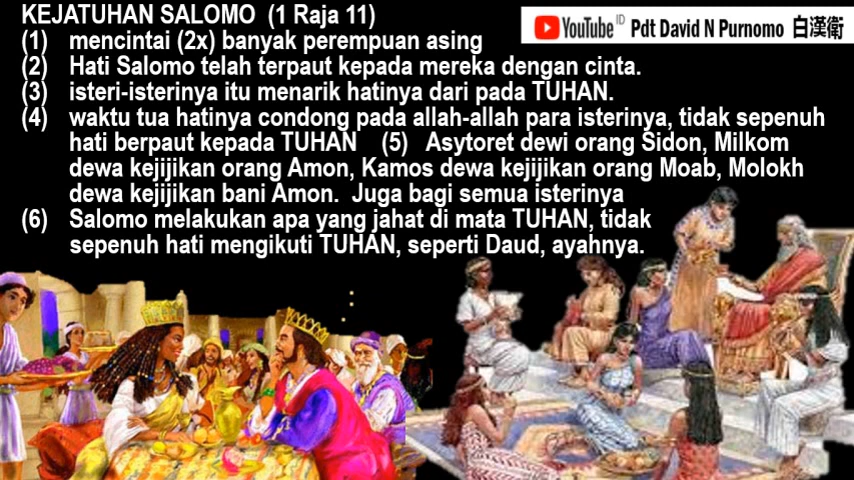 KEJATUHAN SALOMO (1 Raja 11)
YouTube ID Pdt David N Purnomo 白漢衛
(1) mencintai (2x) banyak perempuan asing
(2) Hati Salomo telah terpaut kepada mereka dengan cinta.
(3) isteri-isterinya itu menarik hatinya dari pada TUHAN.
(4) waktu tua hatinya condong pada allah-allah para isterinya, tidak sepenuh
hati berpaut kepada TUHAN (5) Asytoret dewi orang Sidon, Milkom
dewa kejijikan orang Amon, Kamos dewa kejijikan orang Moab, Molokh
dewa kejijikan bani Amon. Juga bagi semua isterinya
(6) Salomo melakukan apa yang jahat di mata TUHAN, tidak
sepenuh hati mengikuti TUHAN, seperti Daud, ayahnya.